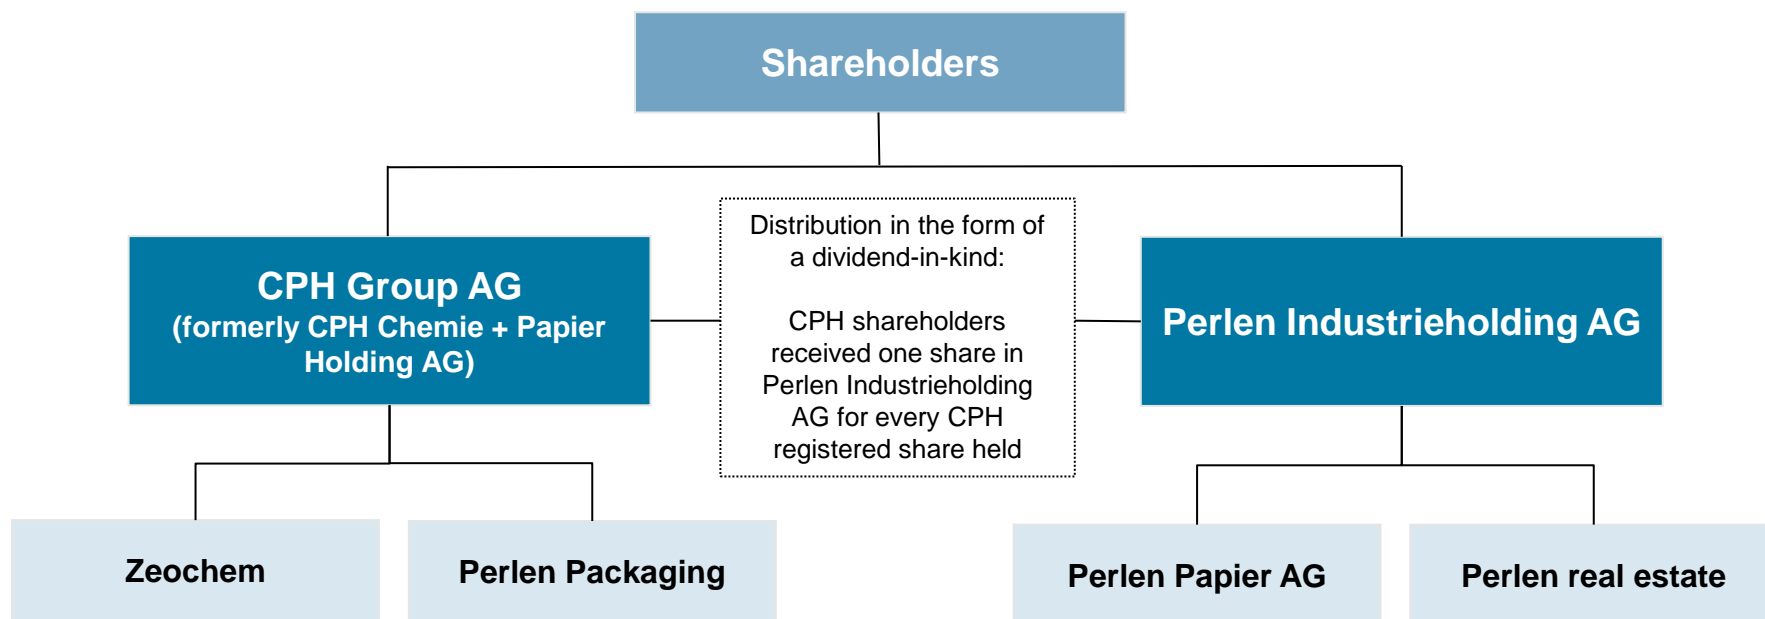 Shareholders
CPH Group AG
(formerly CPH Chemie + Papier
Holding AG)
Distribution in the form of
a dividend-in-kind:
CPH shareholders
received one share in
Perlen Industrieholding
AG for every CPH
registered share held
Perlen Industrieholding AG
Zeochem
Perlen Packaging
Perlen Papier AG
Perlen real estate